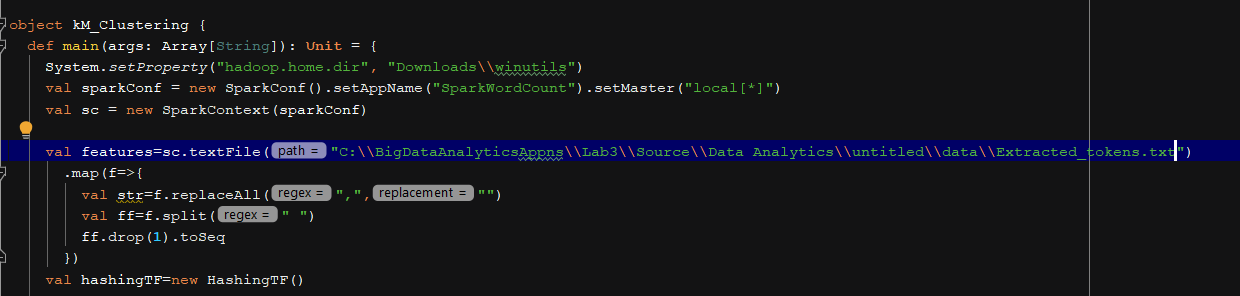 object kM_Clustering {
def main(args: Array[String]): Unit = {
System.setProperty("hadoop.home.dir", "Downloads\\winutils")
val sparkConf = new SparkConf().setAppName("SparkWordCount").setMaster("local[*]")
val sc = new SparkContext(sparkConf)
val features=sc.textFile( path = "C:\\BigDataAnalyticsAppns\\Lab3\\Source\\Data Analytics\\untitled\\data\\Extracted_tokens.txt")
.map(f=>{
val str=f.replaceAll( regex = ",", replacement = "")
val ff=f.split( regex = " ")
ff.drop(1).toSeq
})
val hashingTF=new HashingTF()